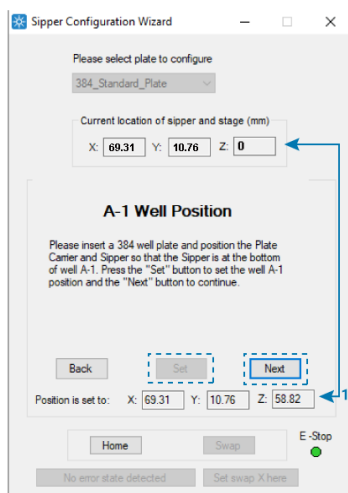 Sipper Configuration Wizard
Please select plate to configure
384_Standard_Plate
Current location of sipper and stage (mm)
X: 69.31 Y: 10.76 Z: 0
A-1 Well Position
Please insert a 384 well plate and position the Plate
Carrier and Sipper so that the Sipper is at the bottom
of well A-1. Press the "Set" button to set the well A-1
position and the "Next" button to continue.
Back Set Next
Position is set to: X: 69.31 Y: 10.76 Z: 58.82 1
Home Swap E-Stop
No error state detected Set swap X here